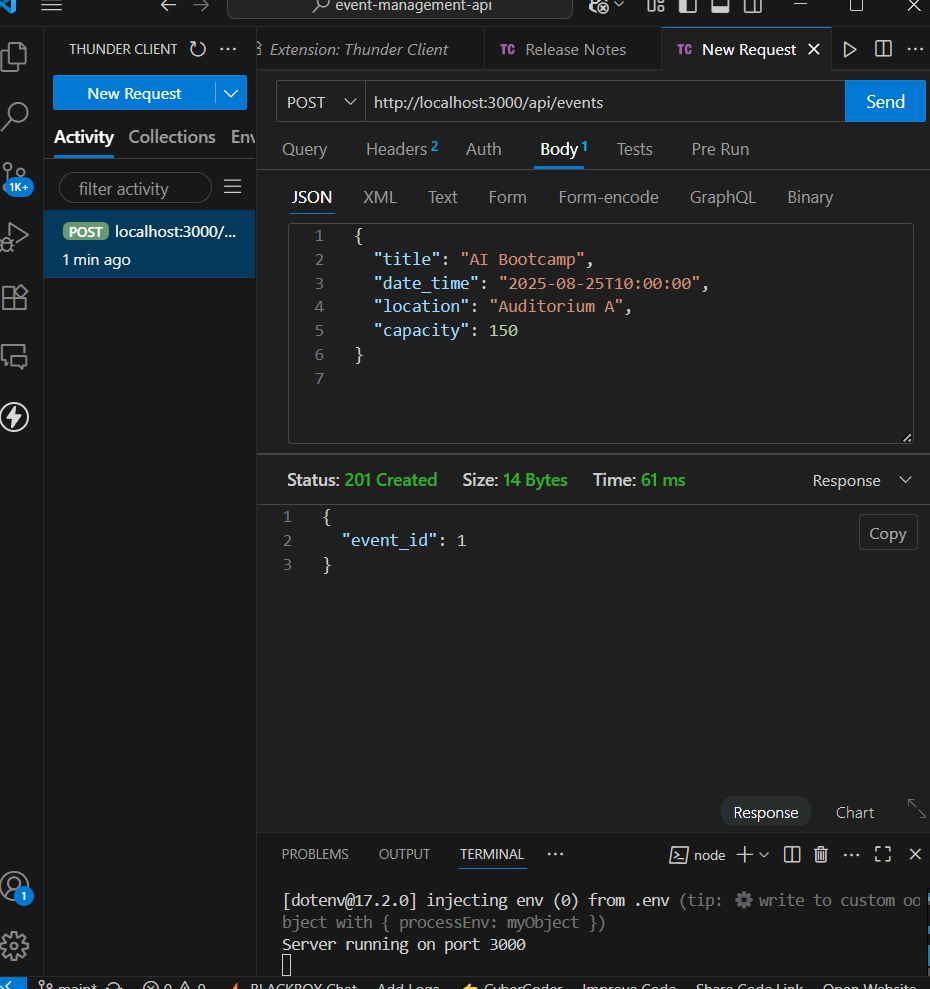 event-management-api
THUNDER CLIENT
Extension: Thunder Client
TC Release Notes
TC New Request
New Request
POST
http://localhost:3000/api/events
Send
Activity
Collections
Env
Query
Headers 2
Auth
Body 1
Tests
Pre Run
1K+
filter activity
JSON
XML
Text
Form
Form-encode
GraphQL
Binary
POST localhost:3000/...
1 min ago
1 {
2 "title": "AI Bootcamp",
3 "date_time": "2025-08-25T10:00:00",
4 "location": "Auditorium A",
5 "capacity": 150
6 }
7
Status: 201 Created Size: 14 Bytes Time: 61 ms
Response
1 {
2 "event_id": 1
3 }
Copy
Response
Chart
PROBLEMS
OUTPUT
TERMINAL
node
1
[dotenv@17.2.0] injecting env (0) from .env (tip: ⚙ write to custom oo
bject with { processEnv: myObject })
Server running on port 3000
main* 0 0 BLACKBOX Chat Add Logs CyberCoder Improve Code Share Code Link Open Website